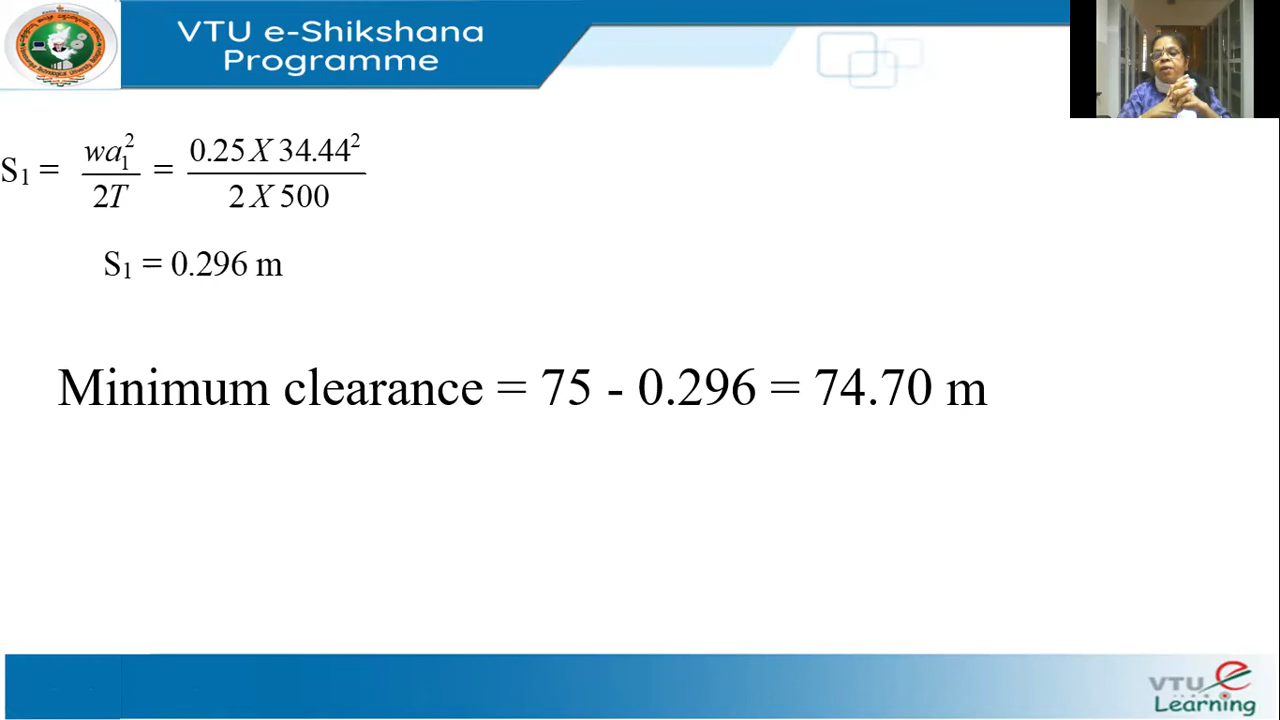 VTU e-Shikshana
Programme
S₁ = wa₁²/2T = 0.25 X 34.44²/2 X 500
S₁ = 0.296 m
Minimum clearance = 75 - 0.296 = 74.70 m
VTU e
Learning